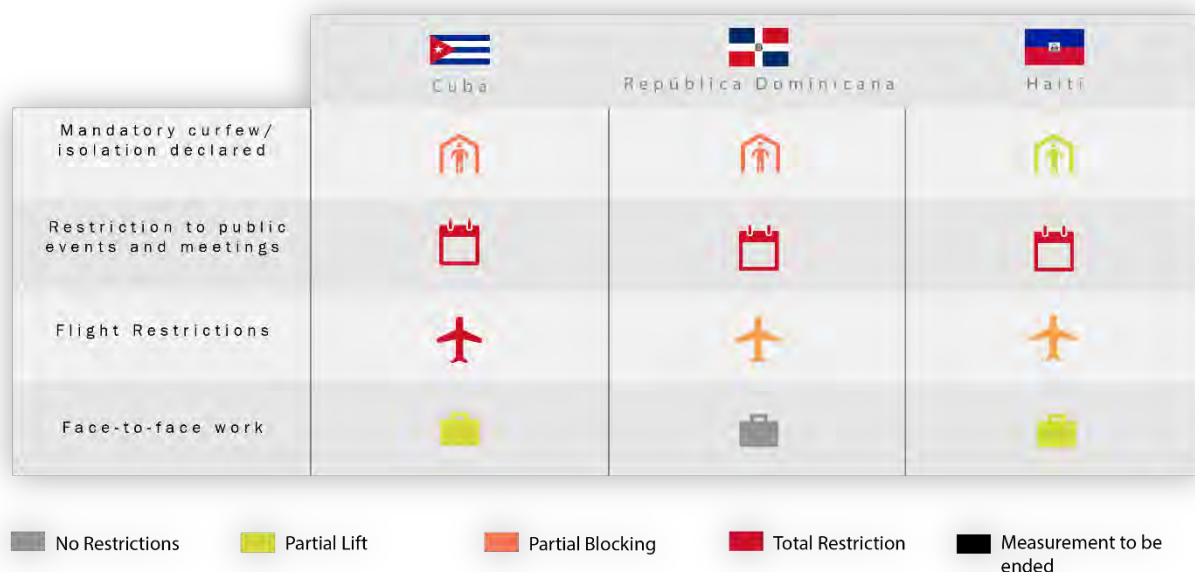 Cuba
República Dominicana
Haití
Mandatory curfew/
isolation declared
Restriction to public
events and meetings
Flight Restrictions
Face-to-face work
No Restrictions
Partial Lift
Partial Blocking
Total Restriction
Measurement to be
ended